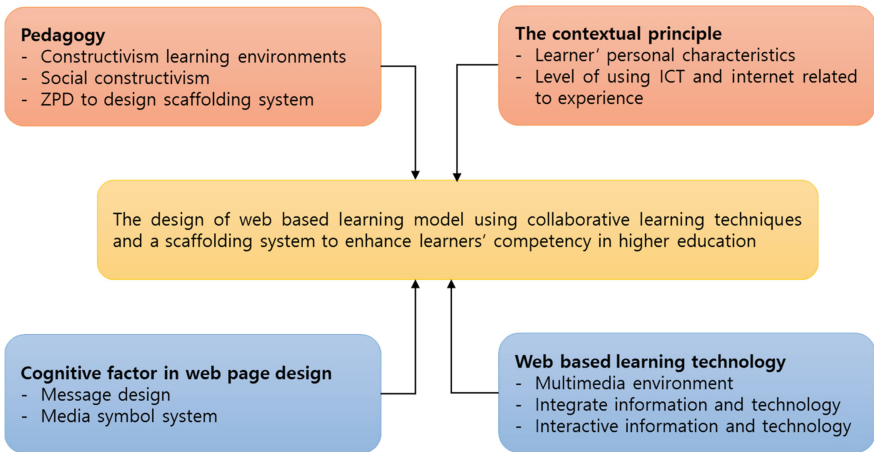 Pedagogy
- Constructivism learning environments
- Social constructivism
- ZPD to design scaffolding system
The contextual principle
- Learner’ personal characteristics
- Level of using ICT and internet related
to experience
The design of web based learning model using collaborative learning techniques
and a scaffolding system to enhance learners’ competency in higher education
Cognitive factor in web page design
- Message design
- Media symbol system
Web based learning technology
- Multimedia environment
- Integrate information and technology
- Interactive information and technology